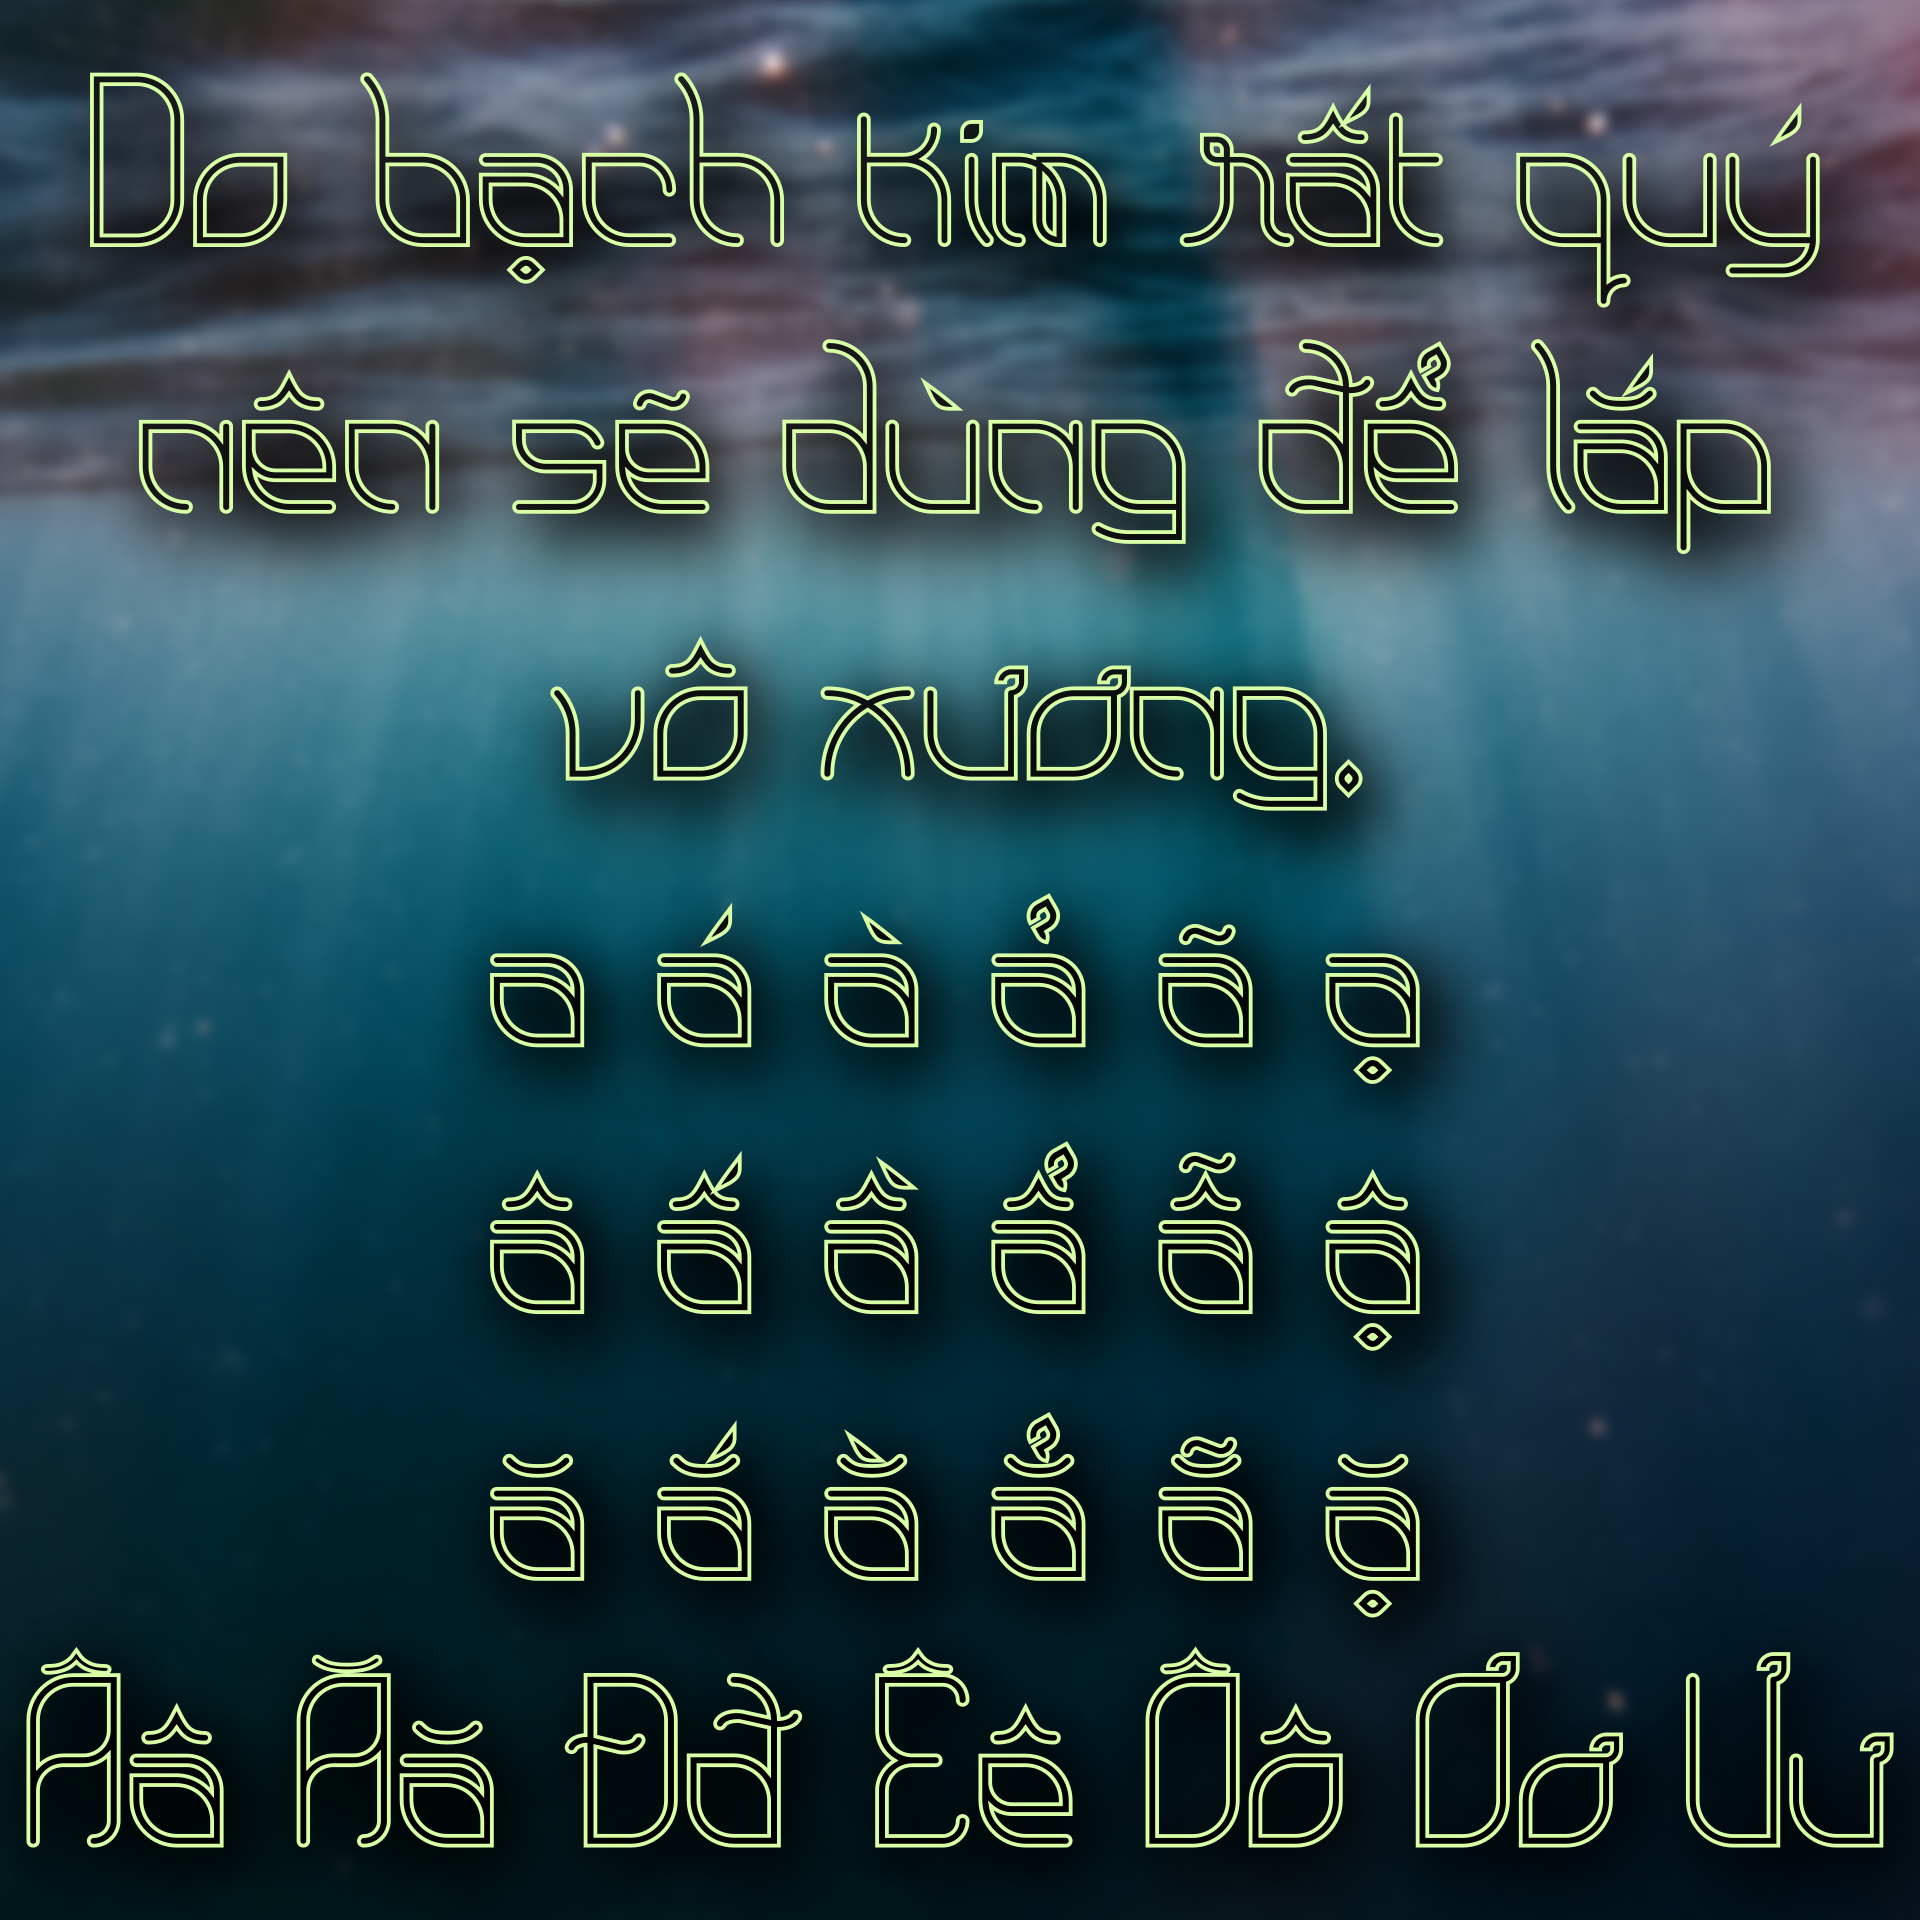 Do bạch kim rất quý
nên sẽ dùng để lắp
vô xương.
a á à ả ã ạ
â ấ ầ ẩ ẫ ậ
ă ắ ằ ẳ ẵ ặ
Ââ Ăă Đđ Êê Ôô Ơơ Ưư